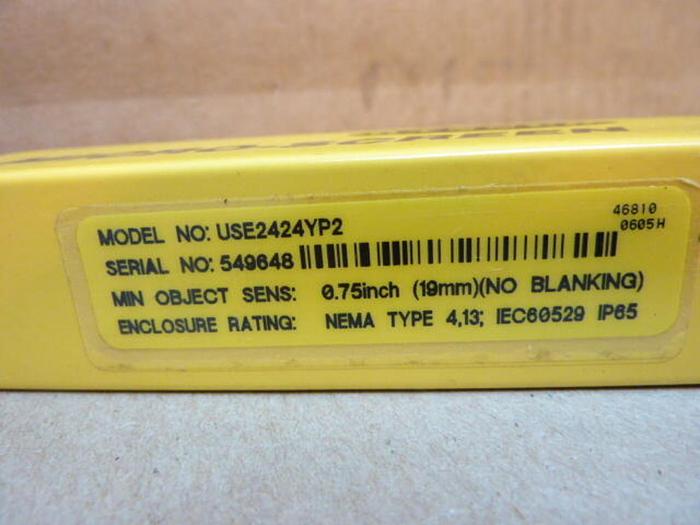 SCREEN
46810
MODEL NO: USE2424YP2 0605H
SERIAL NO: 549648
MIN OBJECT SENS: 0.75inch (19mm)(NO BLANKING)
ENCLOSURE RATING: NEMA TYPE 4,13; IEC60529 IP65